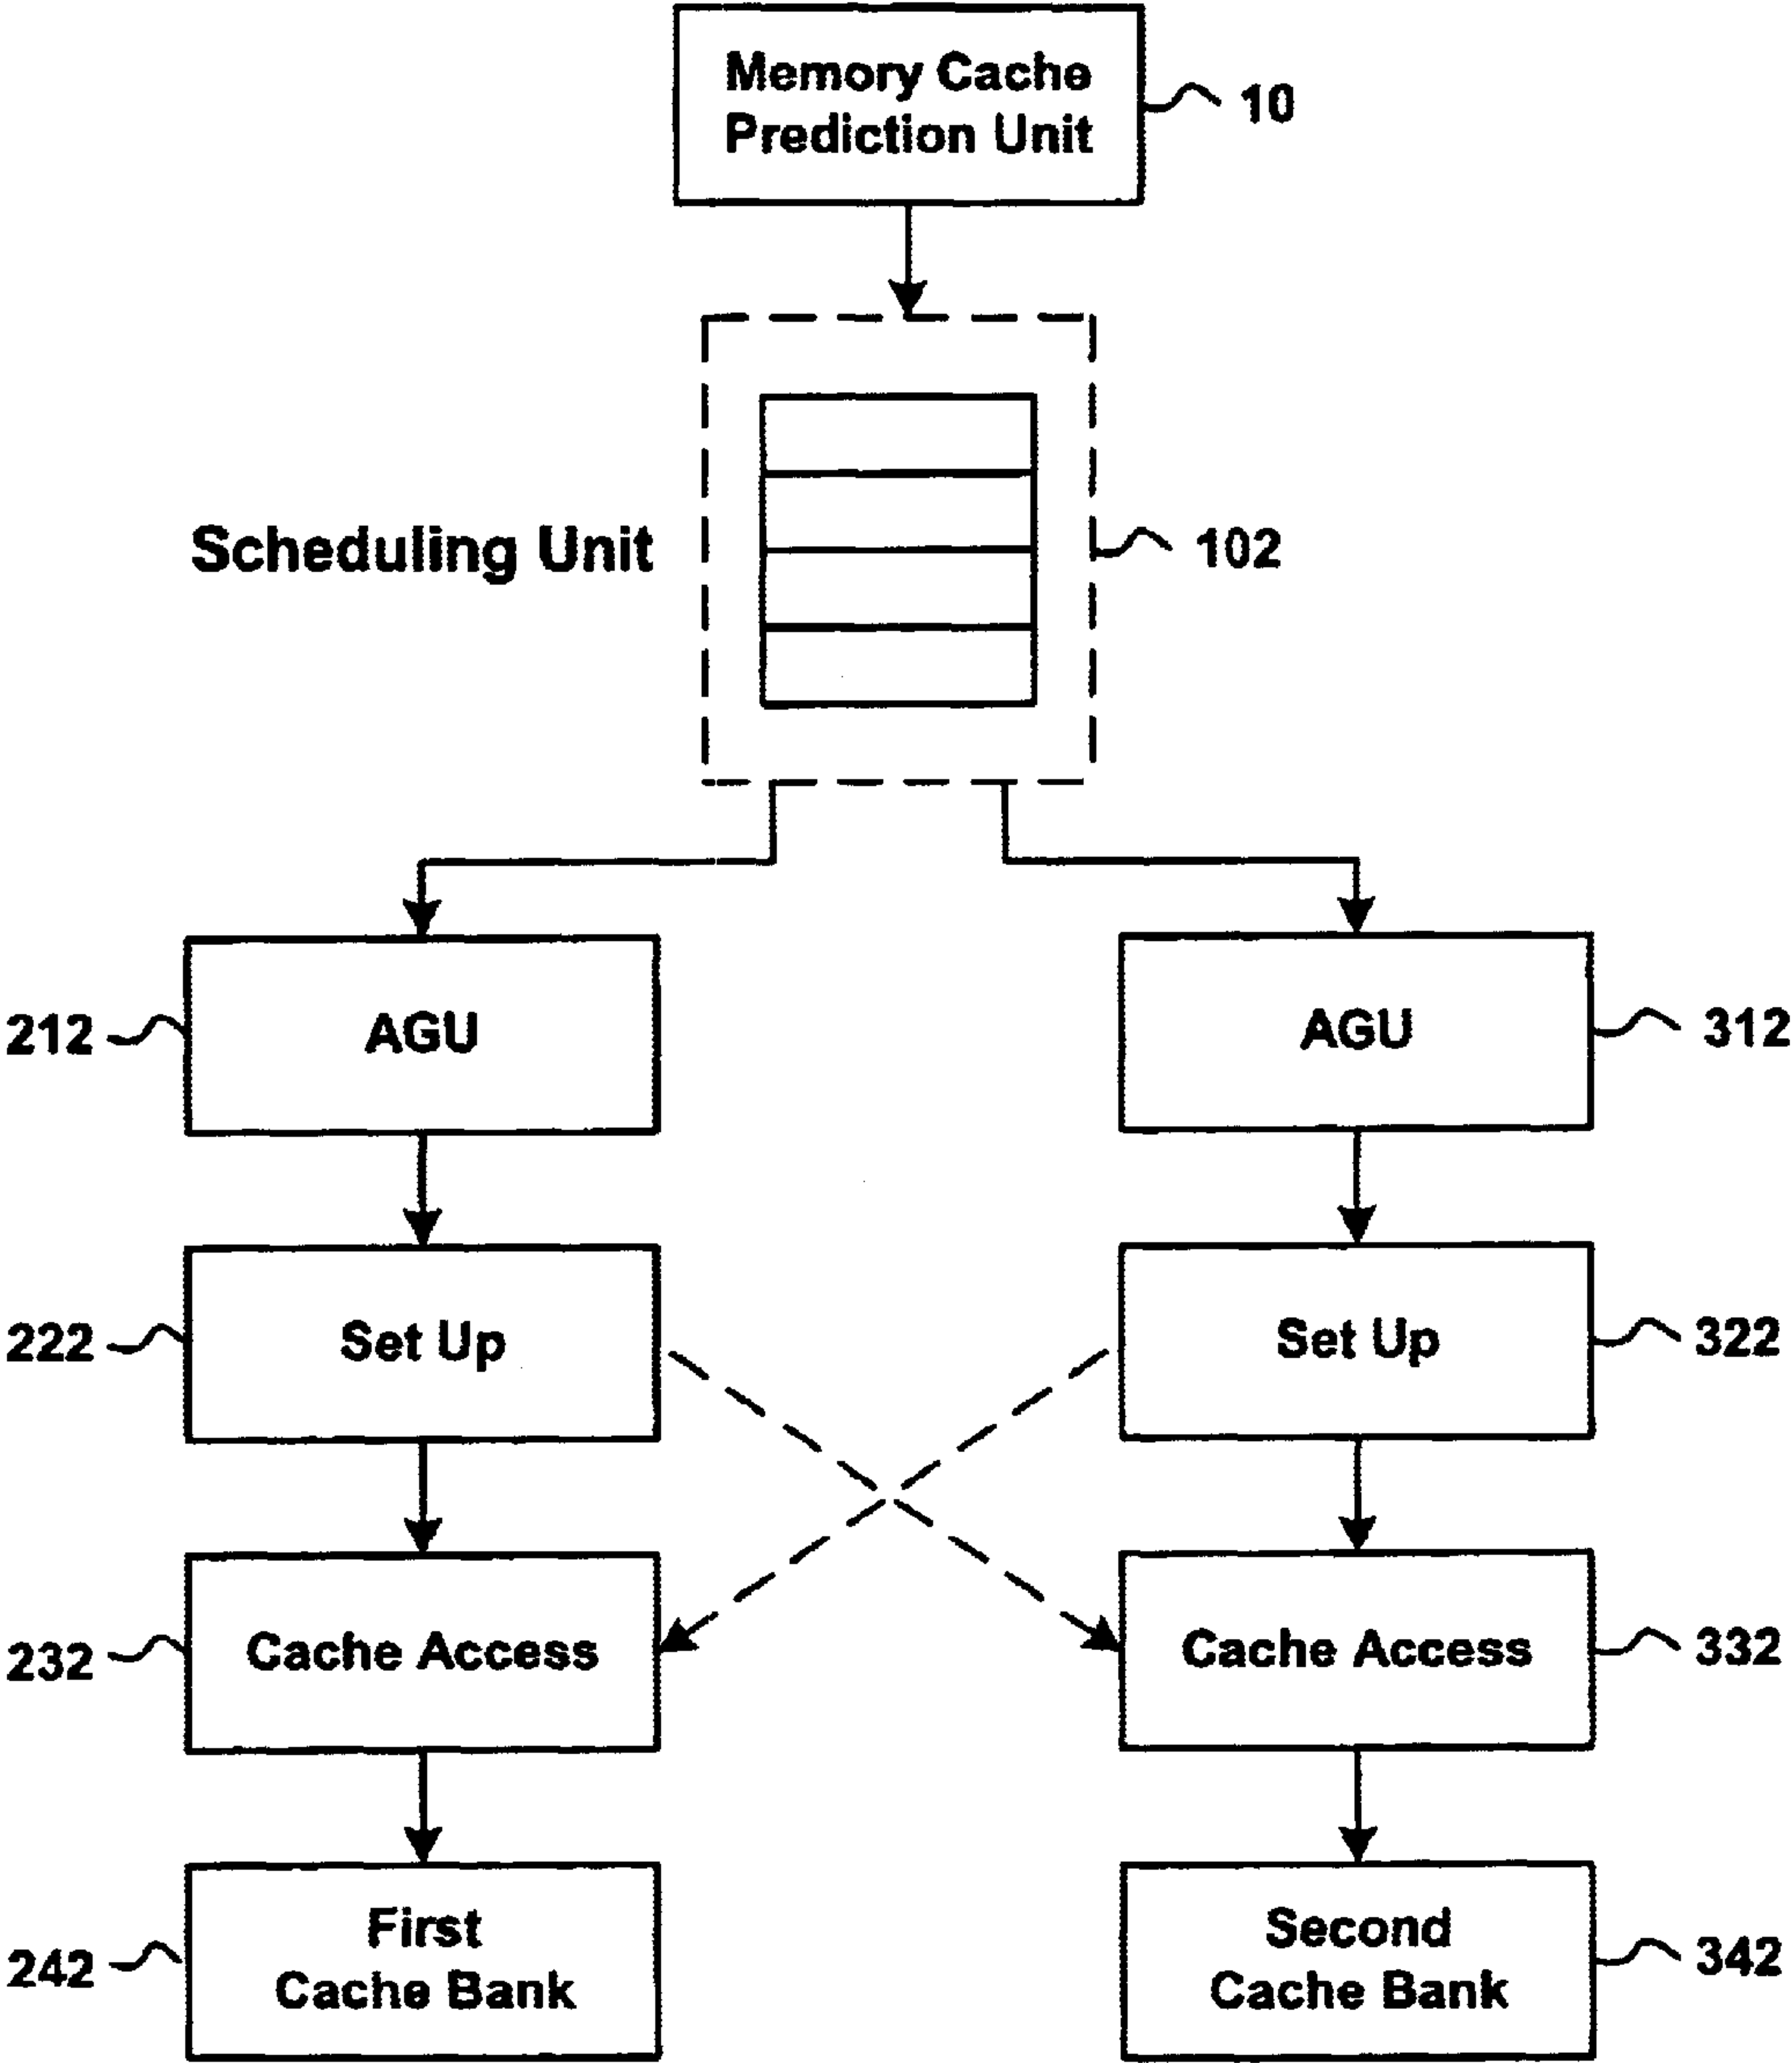 Memory Cache
Prediction Unit
10
Scheduling Unit
102
AGU
212
AGU
312
Set Up
222
Set Up
322
Cache Access
232
Cache Access
332
First
Cache Bank
242
Second
Cache Bank
342